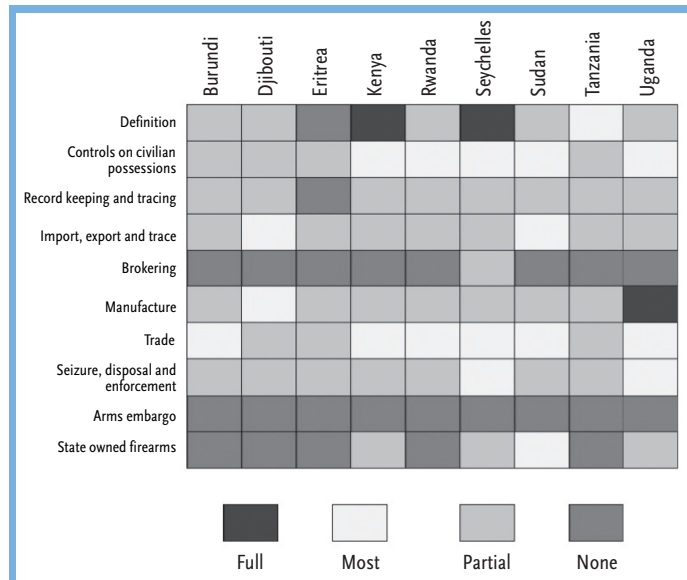 Burundi
Djibouti
Eritrea
Kenya
Rwanda
Seychelles
Sudan
Tanzania
Uganda
Definition
Controls on civilian
possessions
Record keeping and tracing
Import, export and trace
Brokering
Manufacture
Trade
Seizure, disposal and
enforcement
Arms embargo
State owned firearms
Full
Most
Partial
None